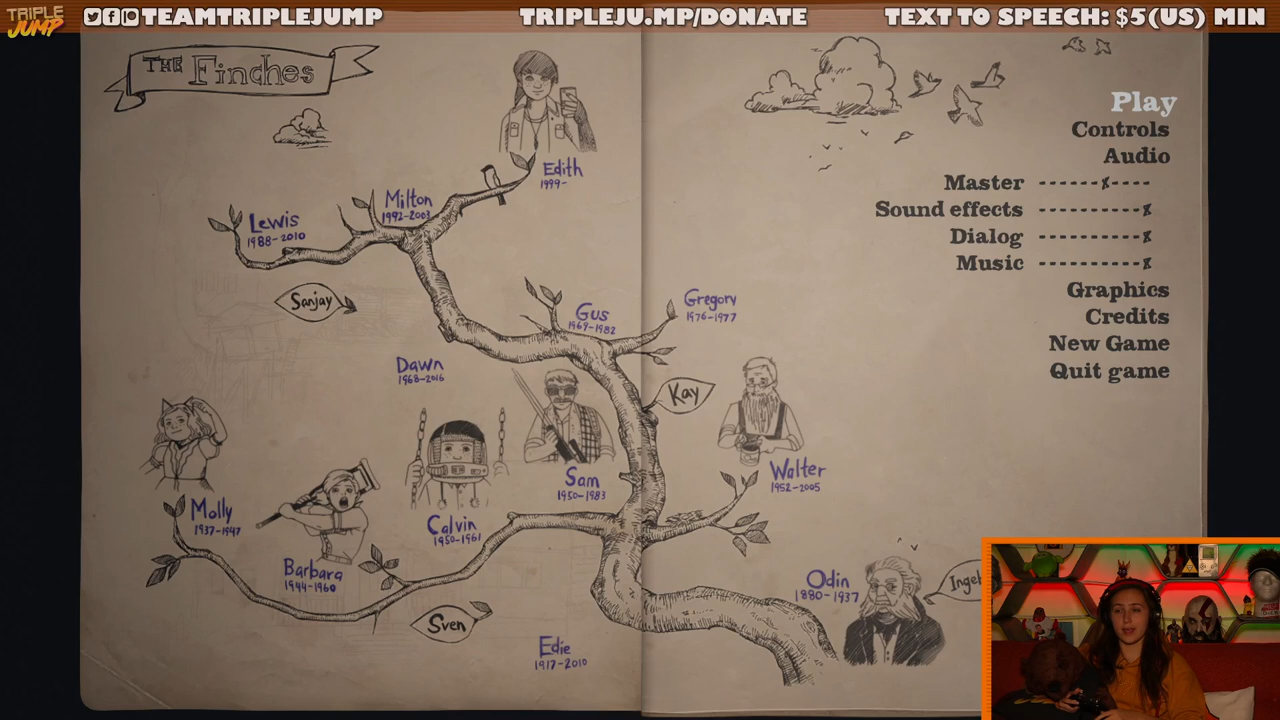 TRIPLE
JUMP
TEAMTRIPLEJUMP
TRIPLEJU.MP/DONATE
TEXT TO SPEECH: $5(US) MIN
THE Finches
Edith
1999-
Milton
1992-2003
Lewis
1988-2010
Sanjay
Gus
1969-1982
Gregory
1976-1977
Dawn
1968-2016
Kay
Sam
1950-1983
Walter
1952-2005
Molly
1937-1947
Calvin
1950-1961
Barbara
1944-1960
Sven
Odin
1880-1937
Edie
1917-2010
Play
Controls
Audio
Master
Sound effects
Dialog
Music
Graphics
Credits
New Game
Quit game